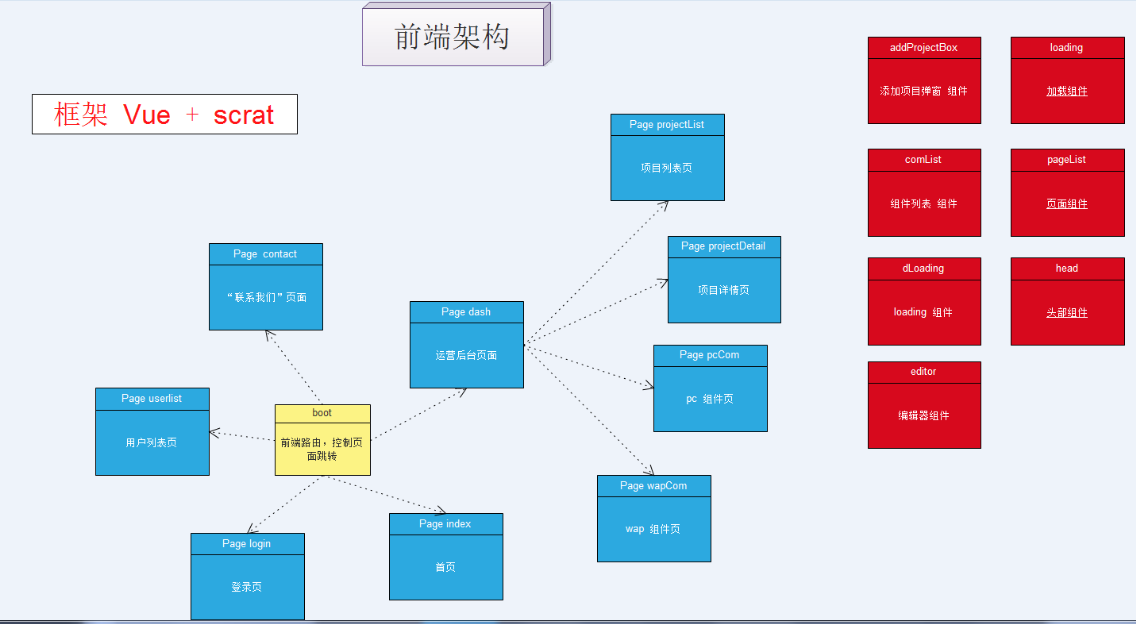 前端架构
框架 Vue + scrat
addProjectBox
添加项目弹窗 组件
loading
加载组件
comList
组件列表 组件
pageList
页面组件
dLoading
loading 组件
head
头部组件
editor
编辑器组件
Page projectList
项目列表页
Page projectDetail
项目详情页
Page contact
“联系我们”页面
Page dash
运营后台页面
Page pcCom
pc 组件页
Page userlist
用户列表页
boot
前端路由，控制页
面跳转
Page wapCom
wap 组件页
Page index
首页
Page login
登录页